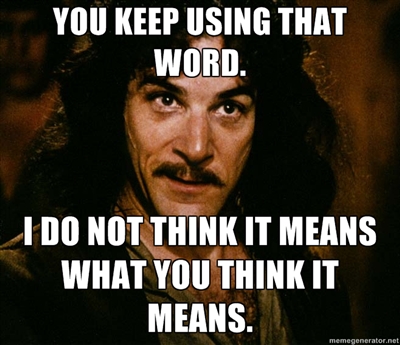 YOU KEEP USING THAT
WORD.
I DO NOT THINK IT MEANS
WHAT YOU THINK IT
MEANS.
memegenerator.net